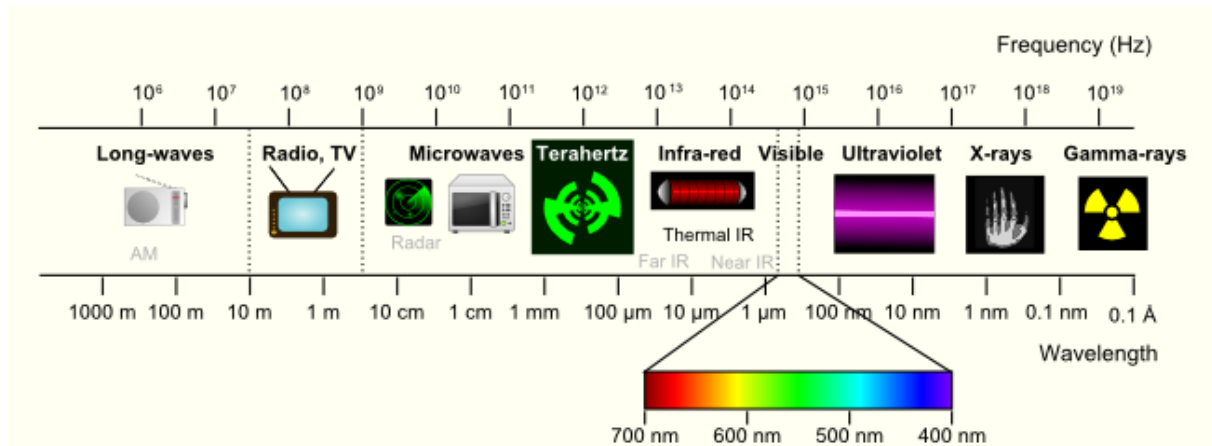 Frequency (Hz)
10⁶ 10⁷ 10⁸ 10⁹ 10¹⁰ 10¹¹ 10¹² 10¹³ 10¹⁴ 10¹⁵ 10¹⁶ 10¹⁷ 10¹⁸ 10¹⁹
Long-waves Radio, TV Microwaves Terahertz Infra-red Visible Ultraviolet X-rays Gamma-rays
AM Radar Thermal IR
Far IR Near IR
1000 m 100 m 10 m 1 m 10 cm 1 cm 1 mm 100 µm 10 µm 1 µm 100 nm 10 nm 1 nm 0.1 nm 0.1 Å
Wavelength
700 nm 600 nm 500 nm 400 nm